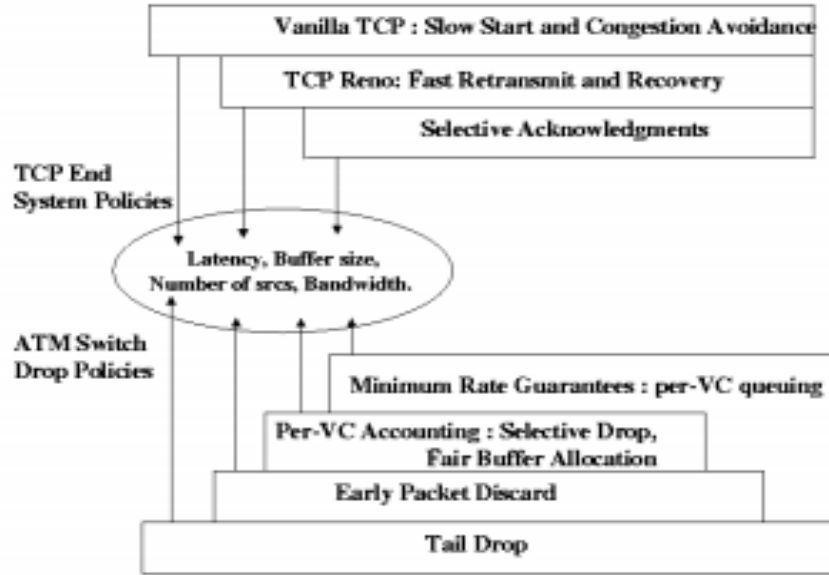 Vanilla TCP : Slow Start and Congestion Avoidance
TCP Reno: Fast Retransmit and Recovery
Selective Acknowledgments
TCP End
System Policies
Latency, Buffer size,
Number of srcs, Bandwidth.
ATM Switch
Drop Policies
Minimum Rate Guarantees : per-VC queuing
Per-VC Accounting : Selective Drop,
Fair Buffer Allocation
Early Packet Discard
Tail Drop